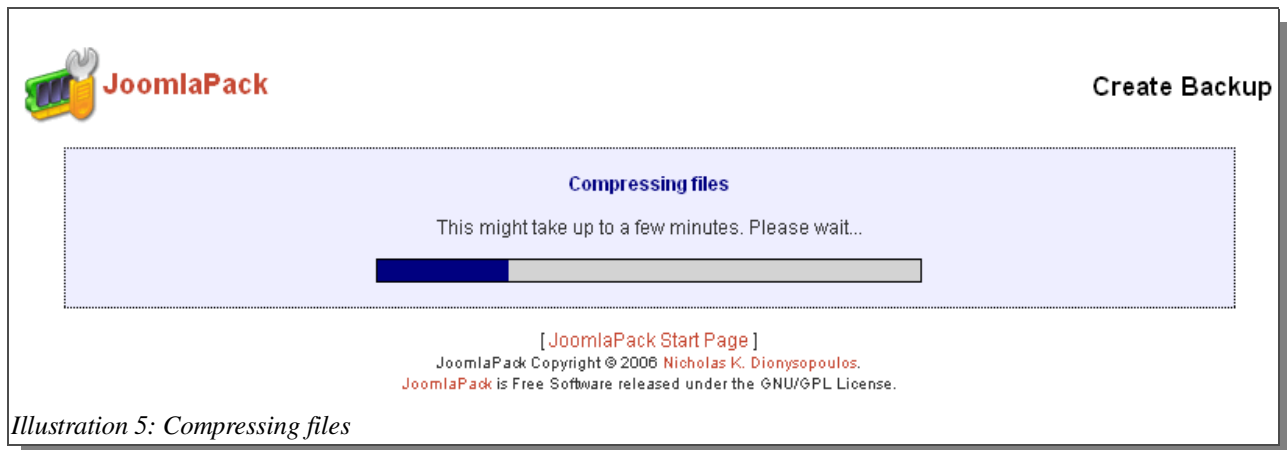 JoomlaPack
Create Backup
Compressing files
This might take up to a few minutes. Please wait...
[ JoomlaPack Start Page ]
JoomlaPack Copyright © 2006 Nicholas K. Dionysopoulos.
JoomlaPack is Free Software released under the GNU/GPL License.
Illustration 5: Compressing files